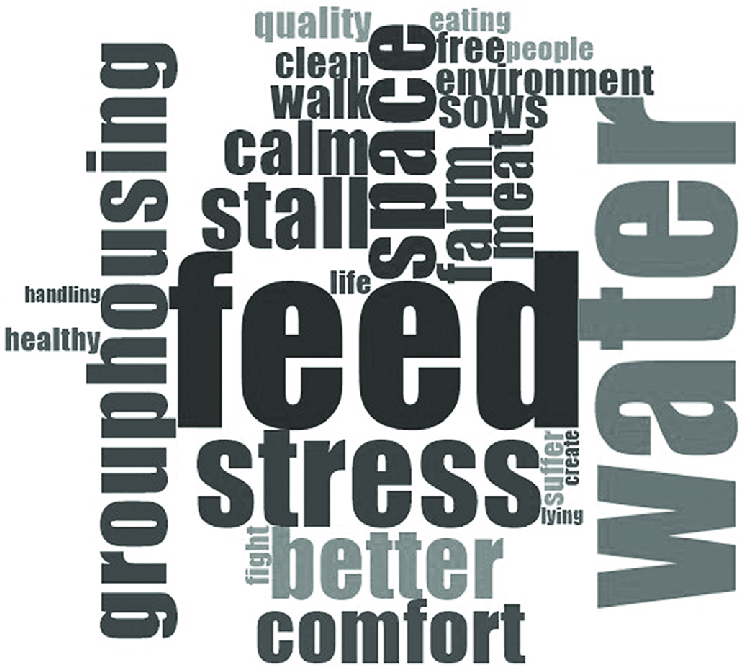 quality
eating
clean
free
people
walk
environment
sows
calm
space
stall
farm
meat
grouphousing
water
life
handling
feed
healthy
stress
suffer
create
lying
fight
better
comfort